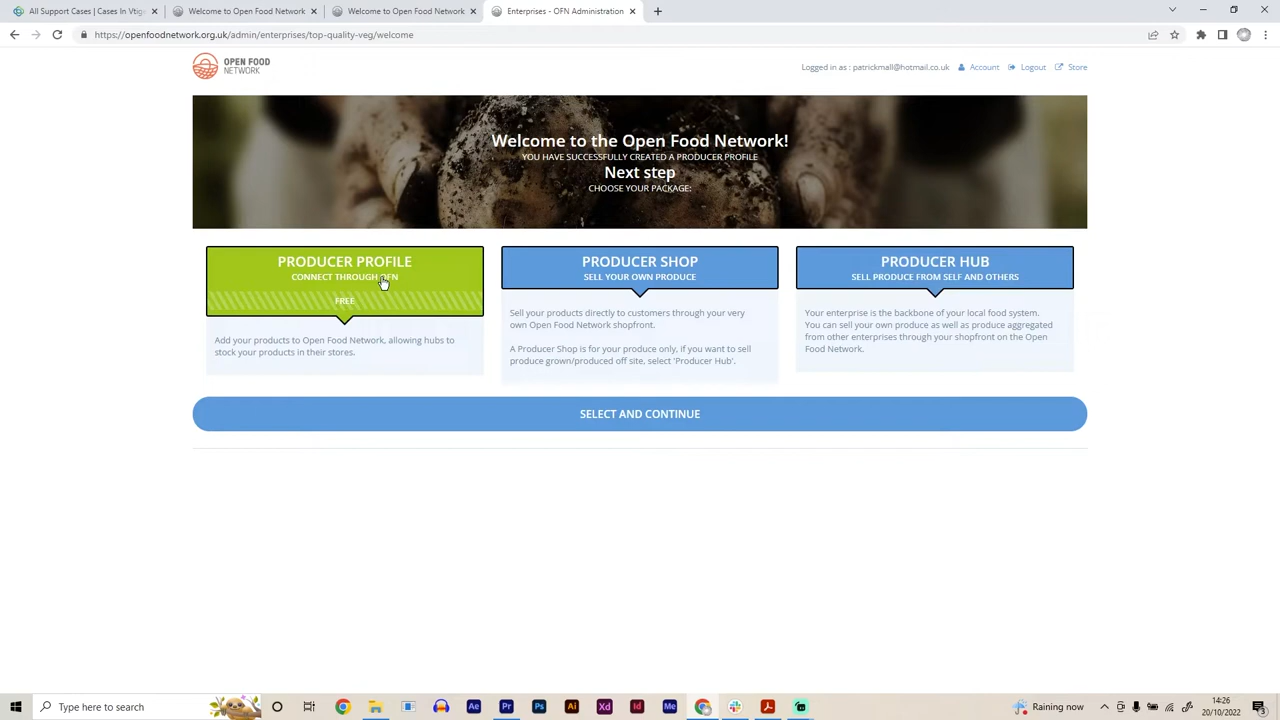 All Support Cases | Cases In Vtig
Welcome to Open Food Network
Welcome to Open Food Network
Enterprises - OFN Administration
https://openfoodnetwork.org.uk/admin/enterprises/top-quality-veg/welcome
OPEN FOOD
NETWORK
Logged in as : patrickmall@hotmail.co.uk
Account
Logout
Store
Welcome to the Open Food Network!
YOU HAVE SUCCESSFULLY CREATED A PRODUCER PROFILE
Next step
CHOOSE YOUR PACKAGE:
PRODUCER PROFILE
CONNECT THROUGH OFN
FREE
Add your products to Open Food Network, allowing hubs to
stock your products in their stores.
PRODUCER SHOP
SELL YOUR OWN PRODUCE
Sell your products directly to customers through your very
own Open Food Network shopfront.
A Producer Shop is for your produce only, if you want to sell
produce grown/produced off site, select 'Producer Hub'.
PRODUCER HUB
SELL PRODUCE FROM SELF AND OTHERS
Your enterprise is the backbone of your local food system.
You can sell your own produce as well as produce aggregated
from other enterprises through your shopfront on the Open
Food Network.
SELECT AND CONTINUE
Type here to search
Ae
Pr
Ps
Ai
Xd
Id
Me
Raining now
14:26
20/10/2022